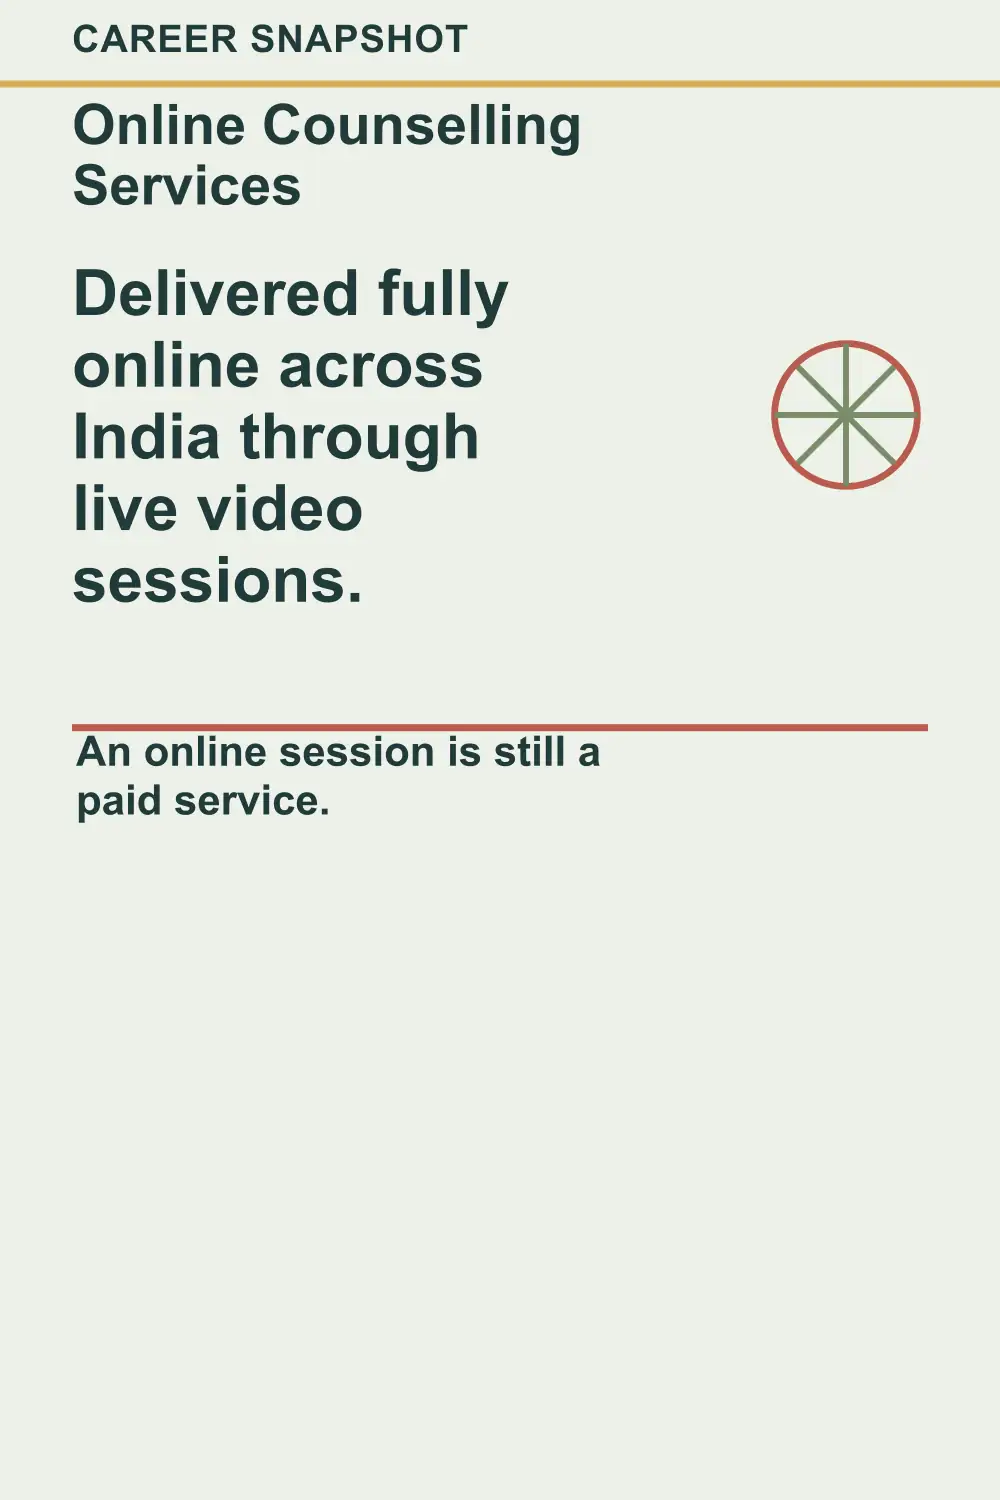 CAREER SNAPSHOT
Online Counselling
Services
Delivered fully
online across
India through
live video
sessions.
An online session is still a
paid service.